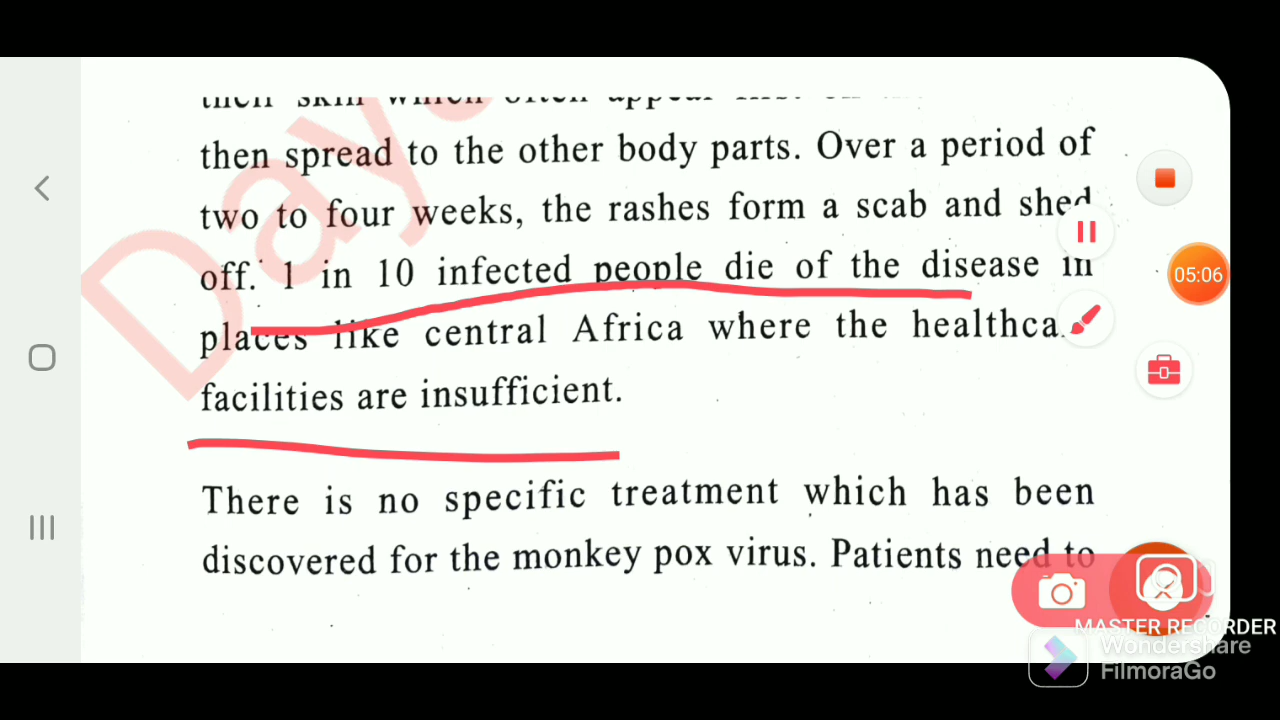 then spread to the other body parts. Over a period of
two to four weeks, the rashes form a scab and shed
off. 1 in 10 infected people die of the disease in
places like central Africa where the
facilities are insufficient.
There is no specific treatment which has been
discovered for the monkey pox virus. Patients need to
05:06
MASTER RECORDER
Wondershare
FilmoraGo